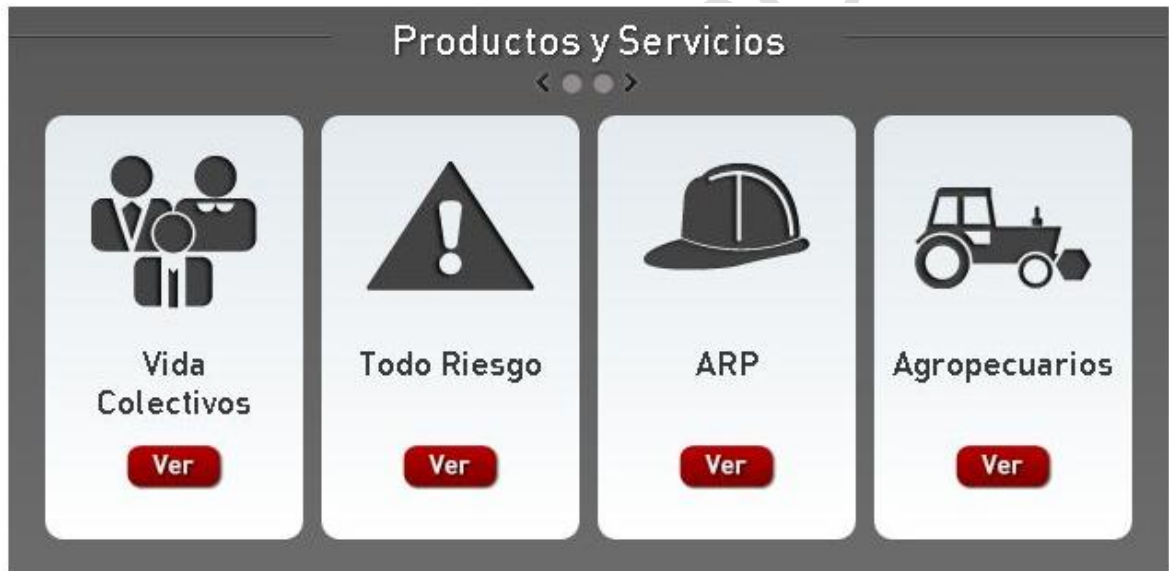 Productos y Servicios
Vida
Colectivos
Todo Riesgo
ARP
Agropecuarios
Ver
Ver
Ver
Ver